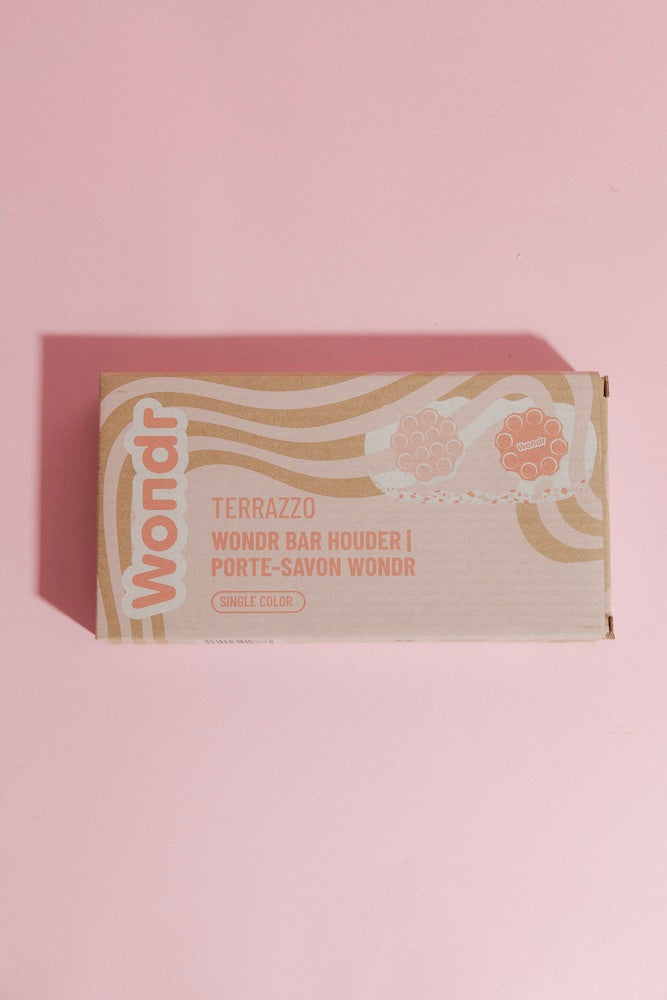 Wondr
Wondr
TERRAZZO
WONDR BAR HOUDER |
PORTE-SAVON WONDR
SINGLE COLOR